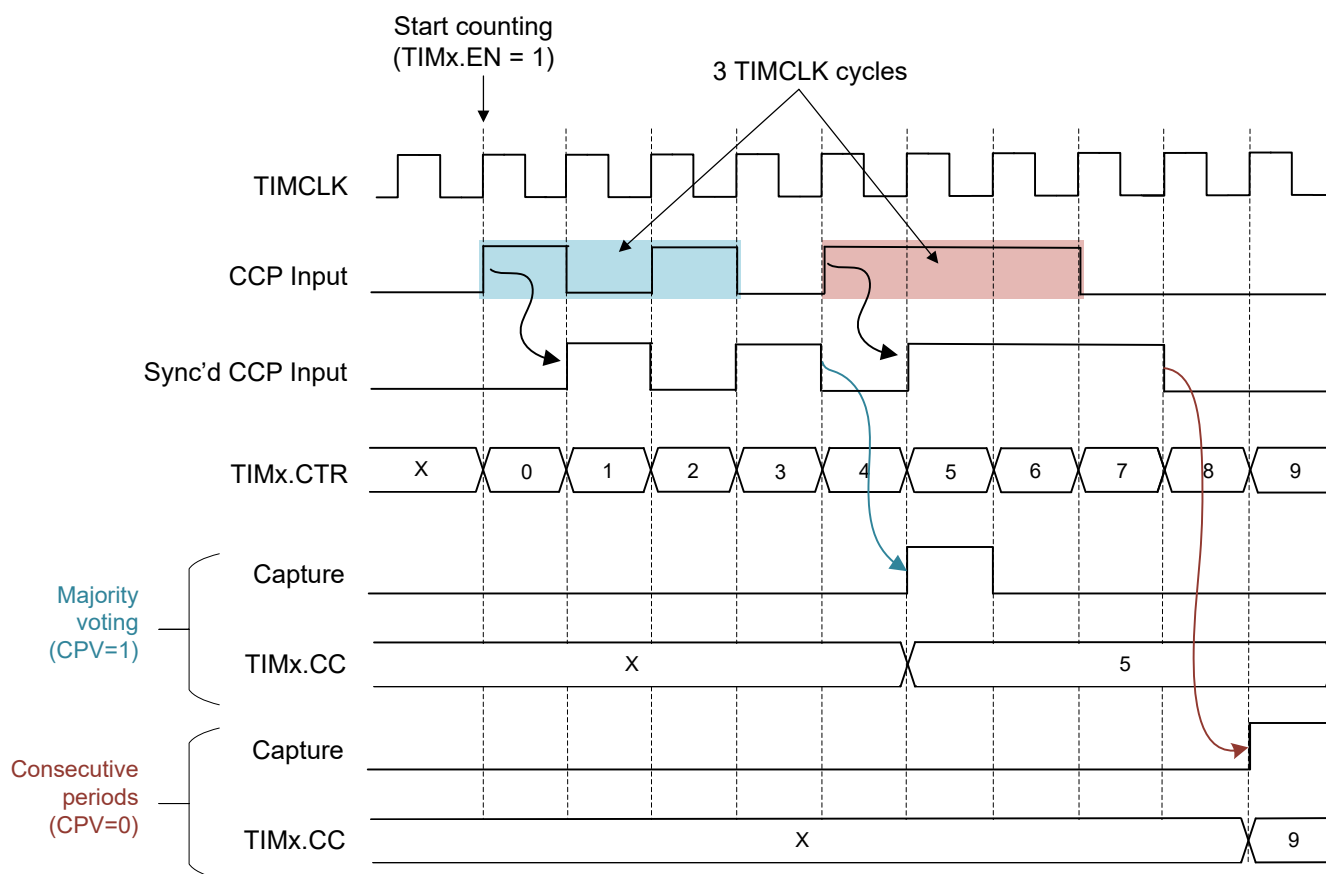 Start counting
(TIMx.EN = 1)
3 TIMCLK cycles
TIMCLK
CCP Input
Sync'd CCP Input
TIMx.CTR
X 0 1 2 3 4 5 6 7 8 9
Majority
voting
(CPV=1)
Capture
TIMx.CC
X 5
Consecutive
periods
(CPV=0)
Capture
TIMx.CC
X 9